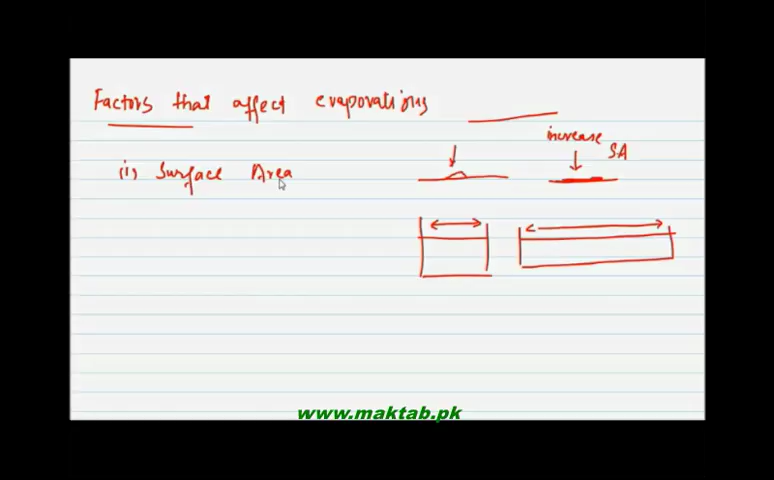 Factors that affect evaporations
increase
SA
(i) Surface Area
www.maktab.pk